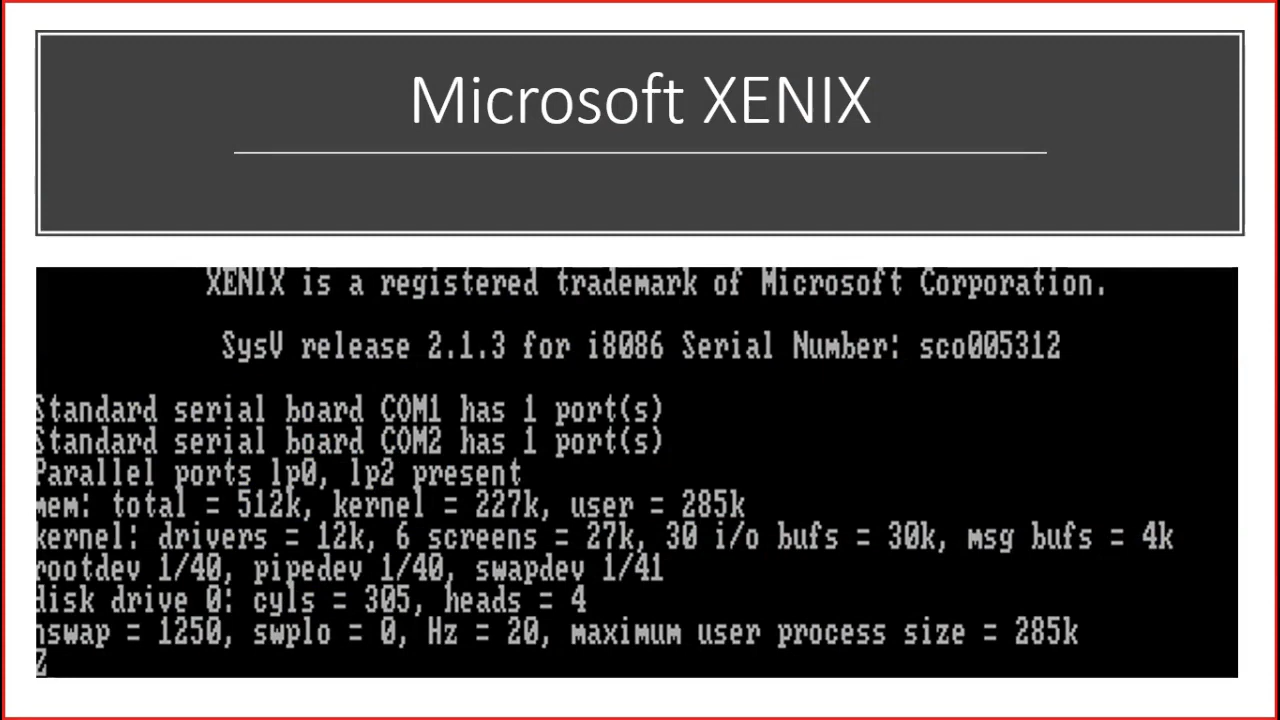 Microsoft XENIX
XENIX is a registered trademark of Microsoft Corporation.
SysV release 2.1.3 for i8086 Serial Number: sco005312
Standard serial board COM1 has 1 port(s)
Standard serial board COM2 has 1 port(s)
Parallel ports lp0, lp2 present
mem: total = 512k, kernel = 227k, user = 285k
kernel: drivers = 12k, 6 screens = 27k, 30 i/o bufs = 30k, msg bufs = 4k
rootdev 1/40, pipedev 1/40, swapdev 1/41
disk drive 0: cyls = 305, heads = 4
nswap = 1250, swplo = 0, Hz = 20, maximum user process size = 285k
Z